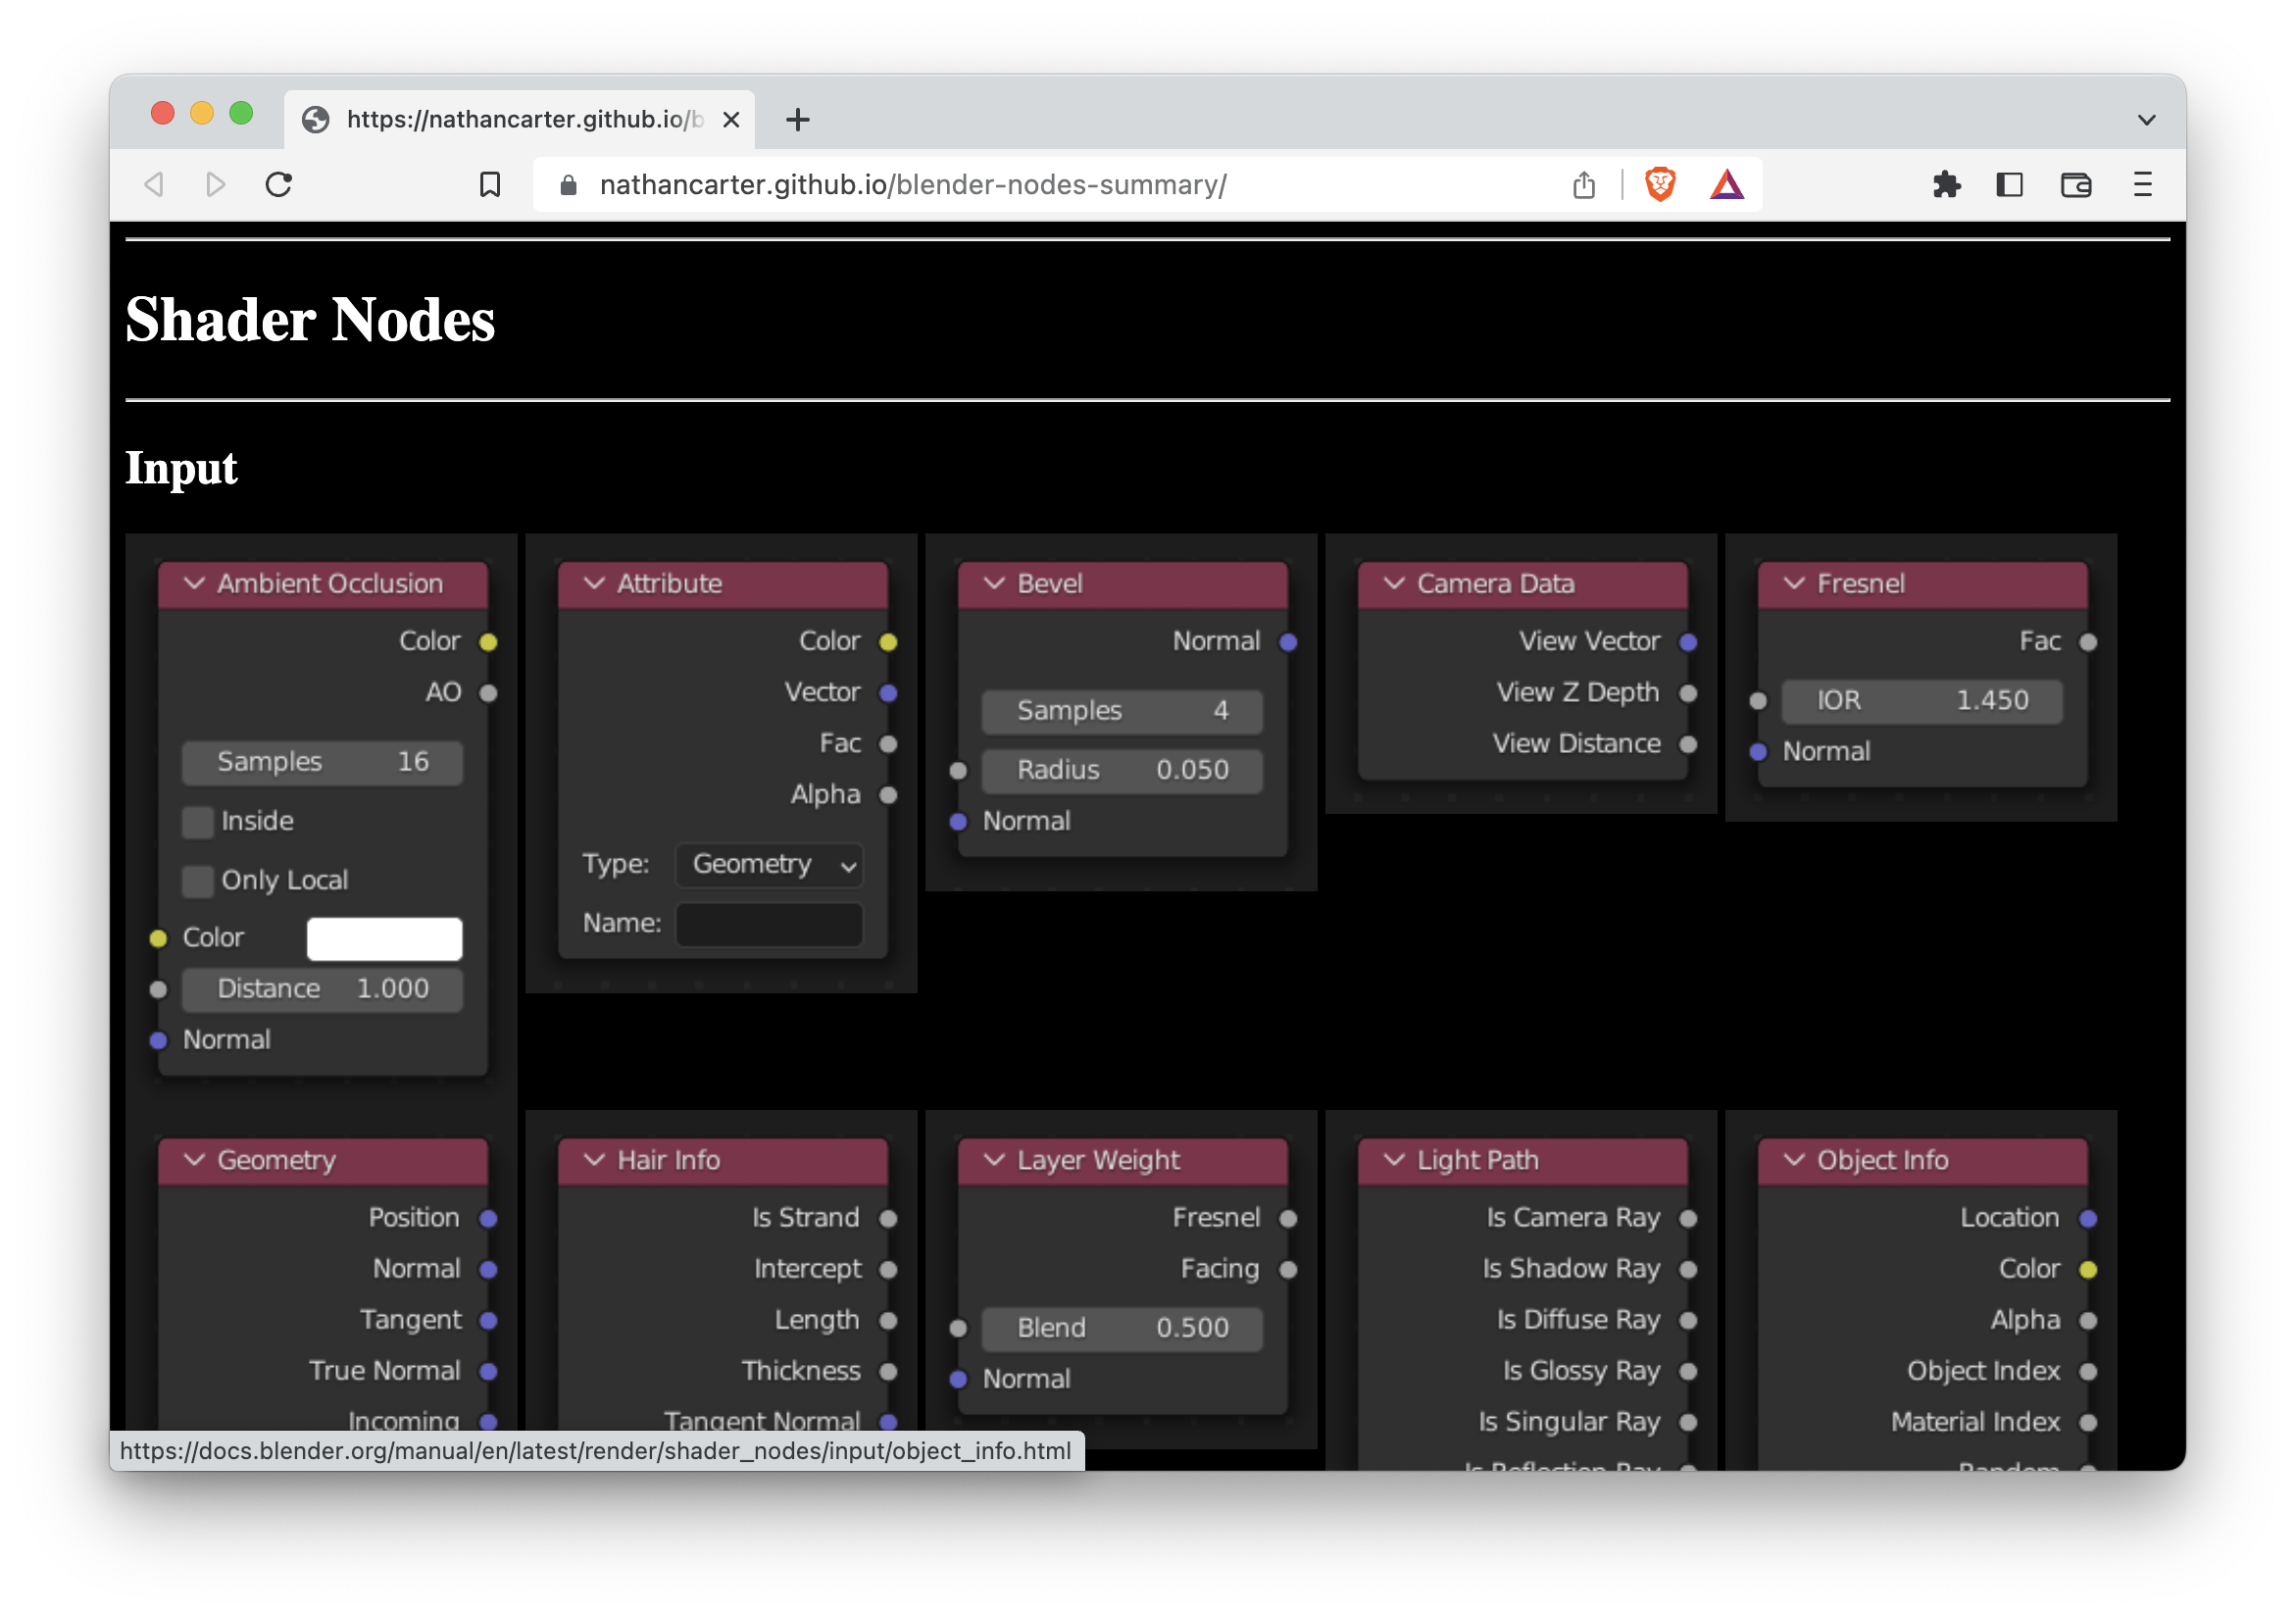 https://nathancarter.github.io/b
nathancarter.github.io/blender-nodes-summary/
Shader Nodes
Input
Ambient Occlusion
Color
AO
Samples 16
Inside
Only Local
Color
Distance 1.000
Normal
Attribute
Color
Vector
Fac
Alpha
Type: Geometry
Name:
Bevel
Normal
Samples 4
Radius 0.050
Normal
Camera Data
View Vector
View Z Depth
View Distance
Fresnel
Fac
IOR 1.450
Normal
Geometry
Position
Normal
Tangent
True Normal
Incoming
Hair Info
Is Strand
Intercept
Length
Thickness
Tangent Normal
Layer Weight
Fresnel
Facing
Blend 0.500
Normal
Light Path
Is Camera Ray
Is Shadow Ray
Is Diffuse Ray
Is Glossy Ray
Is Singular Ray
Is Reflection Ray
Object Info
Location
Color
Alpha
Object Index
Material Index
Random
https://docs.blender.org/manual/en/latest/render/shader_nodes/input/object_info.html